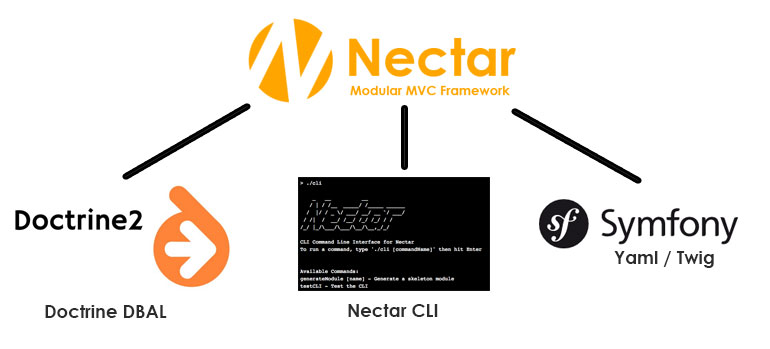 Nectar
Modular MVC Framework
Doctrine2
Doctrine DBAL
> ./cli
Nectar
CLI Command Line Interface for Nectar
To run a command, type './cli [commandName]' then hit Enter
Available Commands:
generateModule [name] - Generate a skeleton module
testCLI - Test the CLI
Nectar CLI
sf Symfony
Yaml / Twig